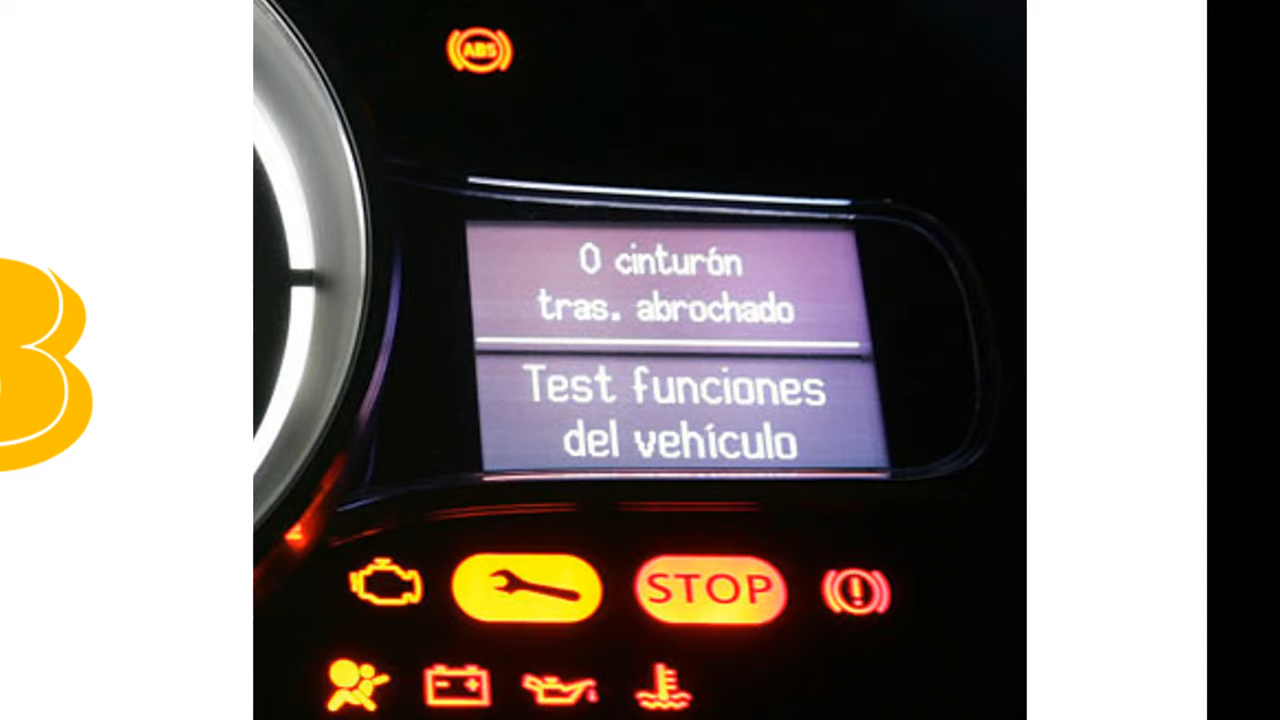 ABS
0 cinturón
tras. abrochado
Test funciones
del vehículo
STOP